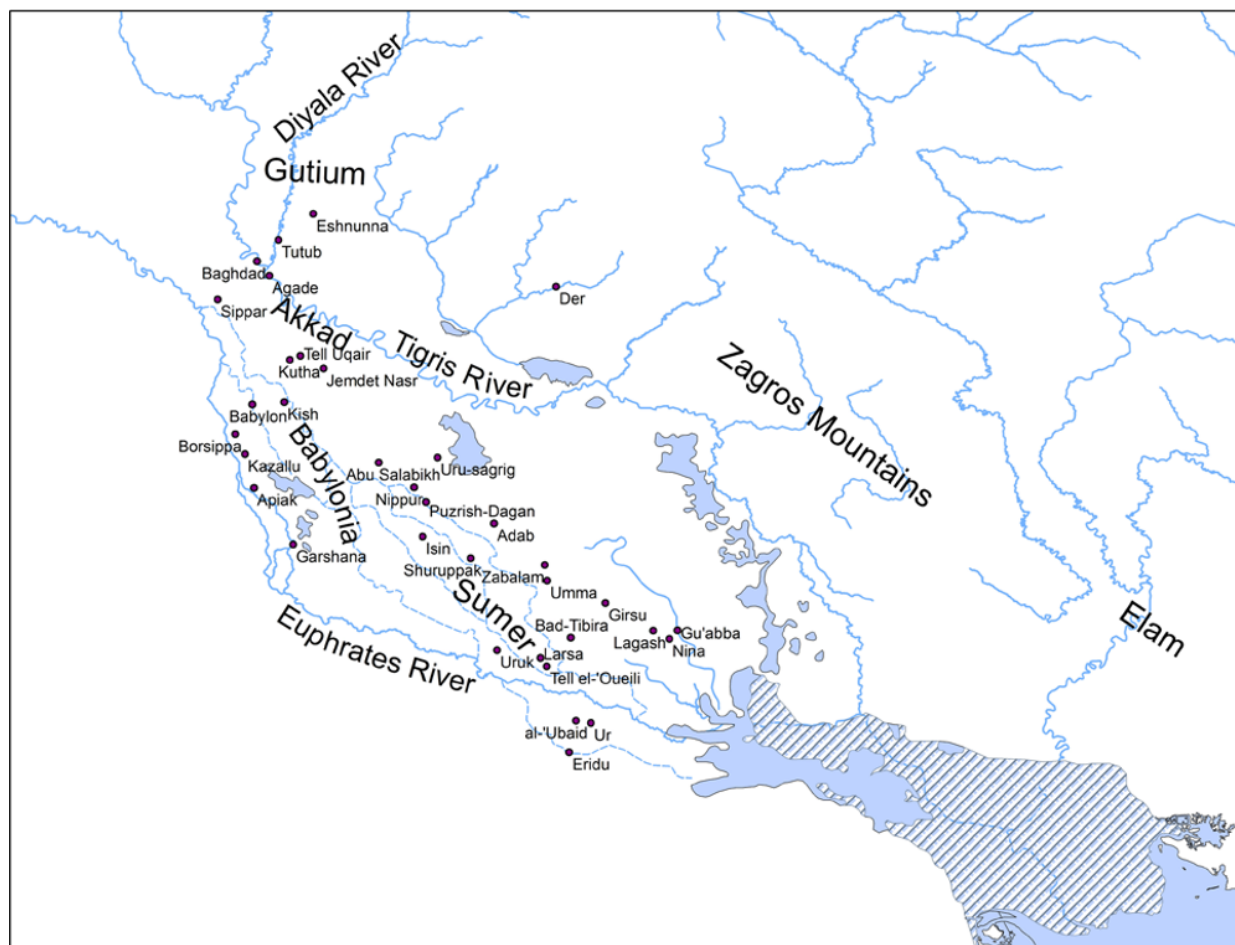 Diyala River
Gutium
Eshnunna
Tutub
Baghdad
Agade
Sippar
Der
Akkad
Tigris River
Tell Uqair
Kutha
Jemdet Nasr
Zagros Mountains
Babylon
Kish
Borsippa
Kazallu
Babylonia
Abu Salabikh
Uru-sagrig
Apiak
Nippur
Puzrish-Dagan
Adab
Garshana
Isin
Shuruppak
Zabalam
Umma
Sumer
Girsu
Elam
Bad-Tibira
Lagash
Gu'abba
Nina
Euphrates River
Uruk
Larsa
Tell el-'Oueili
al-'Ubaid
Ur
Eridu